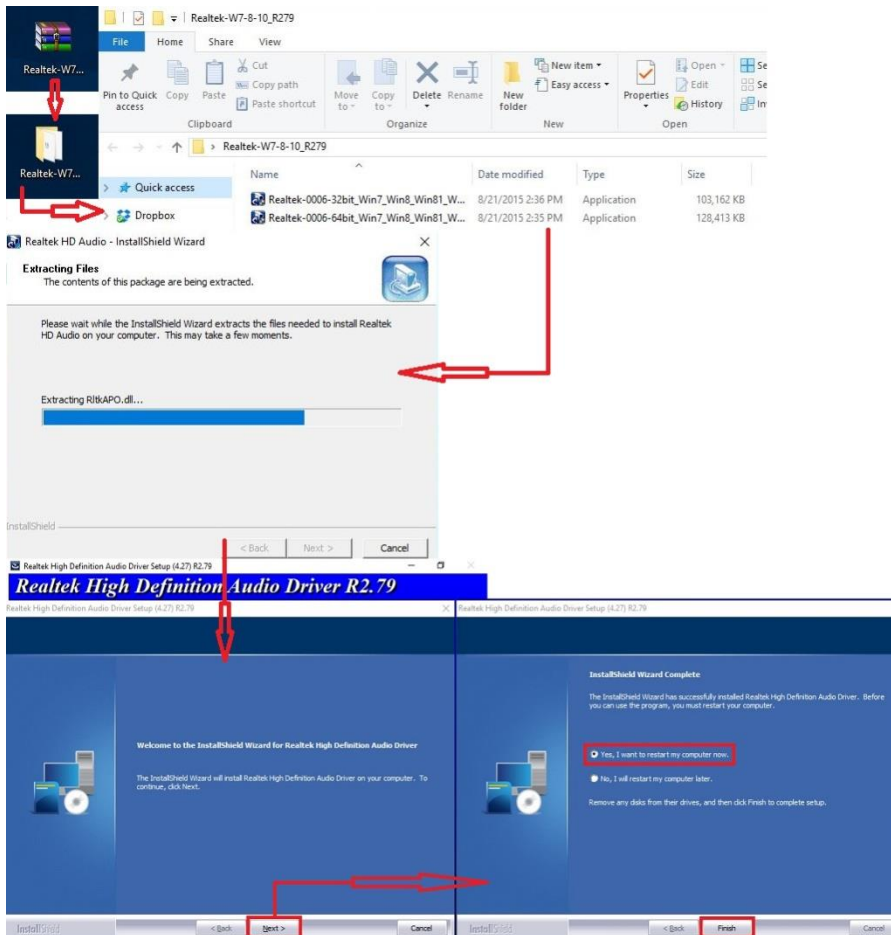 Realtek-W7-8-10_R279
File Home Share View
Realtek-W7...
Pin to Quick access
Copy
Paste
Cut
Copy path
Paste shortcut
Move to
Copy to
Delete
Rename
New folder
New item
Easy access
Properties
Open
Edit
History
Se
Se
In
Clipboard Organize New Open
Realtek-W7-8-10_R279
Realtek-W7...
Name Date modified Type Size
Quick access
Realtek-0006-32bit_Win7_Win8_Win81_W... 8/21/2015 2:36 PM Application 103,162 KB
Dropbox
Realtek-0006-64bit_Win7_Win8_Win81_W... 8/21/2015 2:35 PM Application 128,413 KB
Realtek HD Audio - InstallShield Wizard
Extracting Files
The contents of this package are being extracted.
Please wait while the InstallShield Wizard extracts the files needed to install Realtek
HD Audio on your computer. This may take a few moments.
Extracting RltkAPO.dll...
InstallShield
< Back Next > Cancel
Realtek High Definition Audio Driver Setup (4.27) R2.79
Realtek High Definition Audio Driver R2.79
Realtek High Definition Audio Driver Setup (4.27) R2.79
Welcome to the InstallShield Wizard for Realtek High Definition Audio Driver
The InstallShield Wizard will install Realtek High Definition Audio Driver on your computer. To
continue, click Next.
InstallShield
< Back Next > Cancel
Realtek High Definition Audio Driver Setup (4.27) R2.79
InstallShield Wizard Complete
The InstallShield Wizard has successfully installed Realtek High Definition Audio Driver. Before
you can use the program, you must restart your computer.
Yes, I want to restart my computer now.
No, I will restart my computer later.
Remove any disks from their drives, and then click Finish to complete setup.
InstallShield
< Back Finish Cancel